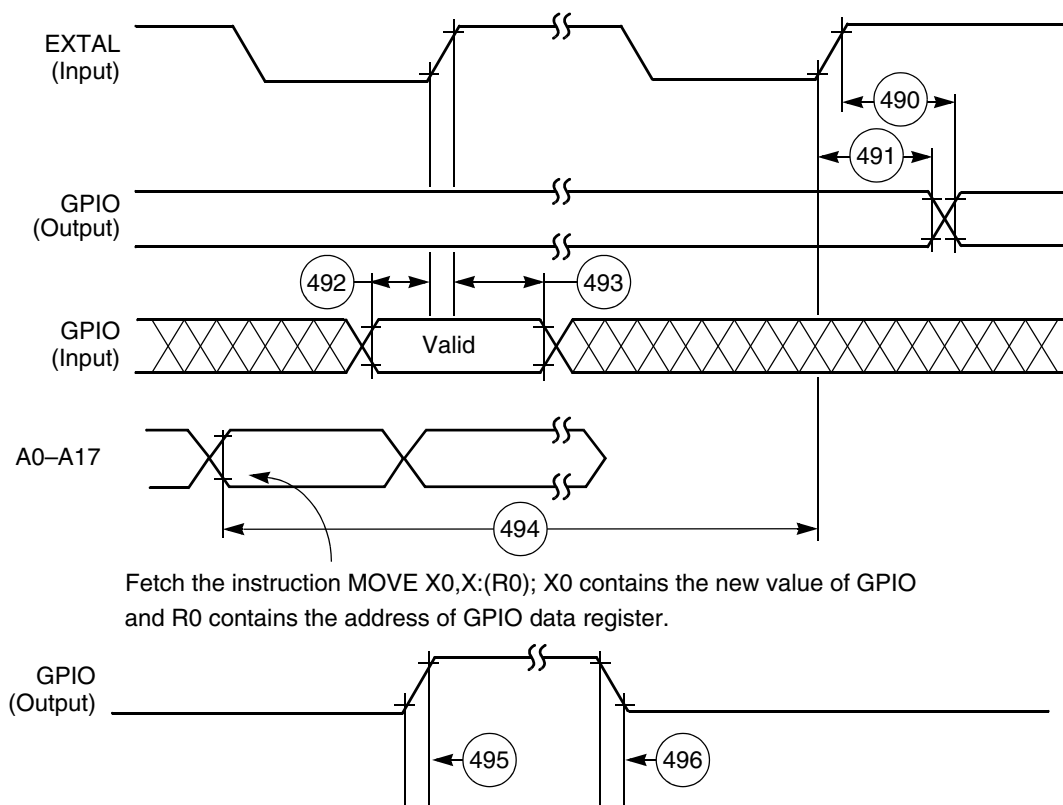 EXTAL
(Input)
490
491
GPIO
(Output)
492
493
GPIO
(Input)
Valid
A0–A17
494
Fetch the instruction MOVE X0,X:(R0); X0 contains the new value of GPIO
and R0 contains the address of GPIO data register.
GPIO
(Output)
495
496